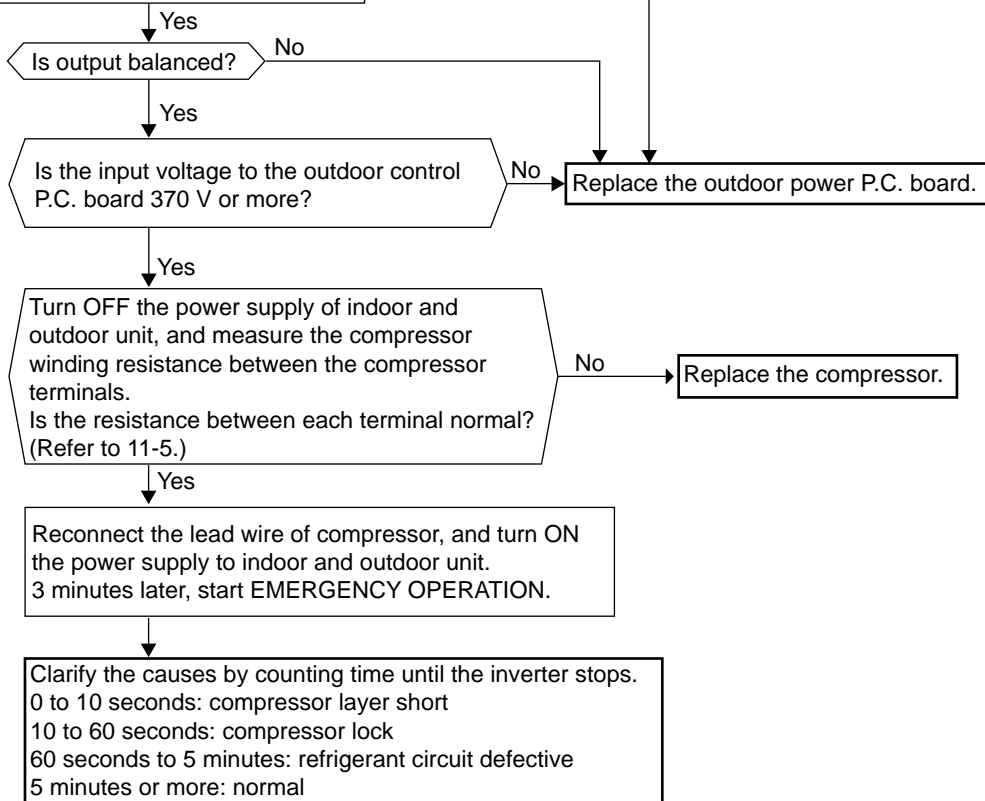 Yes
Is output balanced?
No
Yes
Is the input voltage to the outdoor control
P.C. board 370 V or more?
No
Replace the outdoor power P.C. board.
Yes
Turn OFF the power supply of indoor and
outdoor unit, and measure the compressor
winding resistance between the compressor
terminals.
Is the resistance between each terminal normal?
(Refer to 11-5.)
No
Replace the compressor.
Yes
Reconnect the lead wire of compressor, and turn ON
the power supply to indoor and outdoor unit.
3 minutes later, start EMERGENCY OPERATION.
Clarify the causes by counting time until the inverter stops.
0 to 10 seconds: compressor layer short
10 to 60 seconds: compressor lock
60 seconds to 5 minutes: refrigerant circuit defective
5 minutes or more: normal